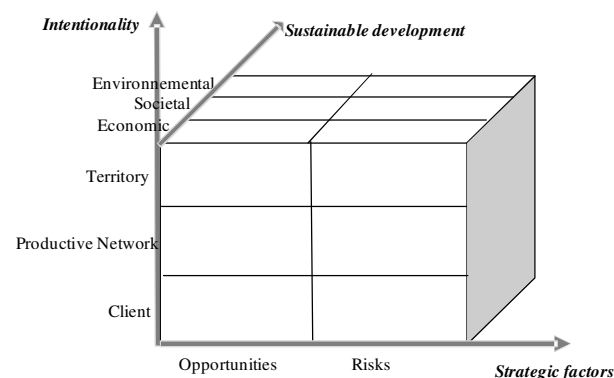 Intentionality
Sustainable development
Environnemental
Societal
Economic
Territory
Productive Network
Client
Opportunities
Risks
Strategic factors